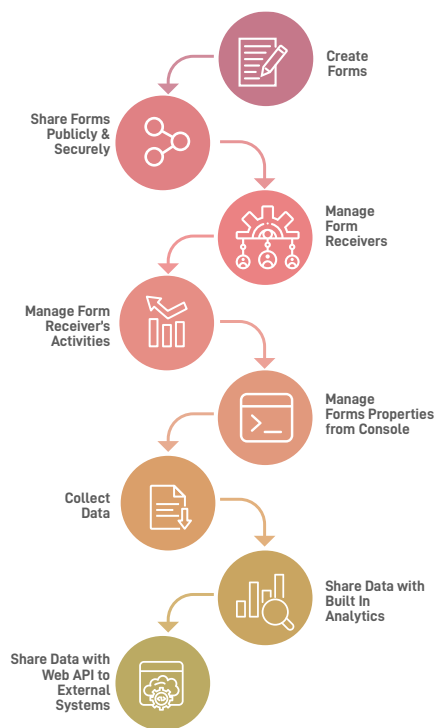 Create
Forms
Share Forms
Publicly &
Securely
Manage
Form
Receivers
Manage Form
Receiver's
Activities
Manage
Forms Properties
from Console
Collect
Data
Share Data with
Built In
Analytics
Share Data with
Web API to
External
Systems